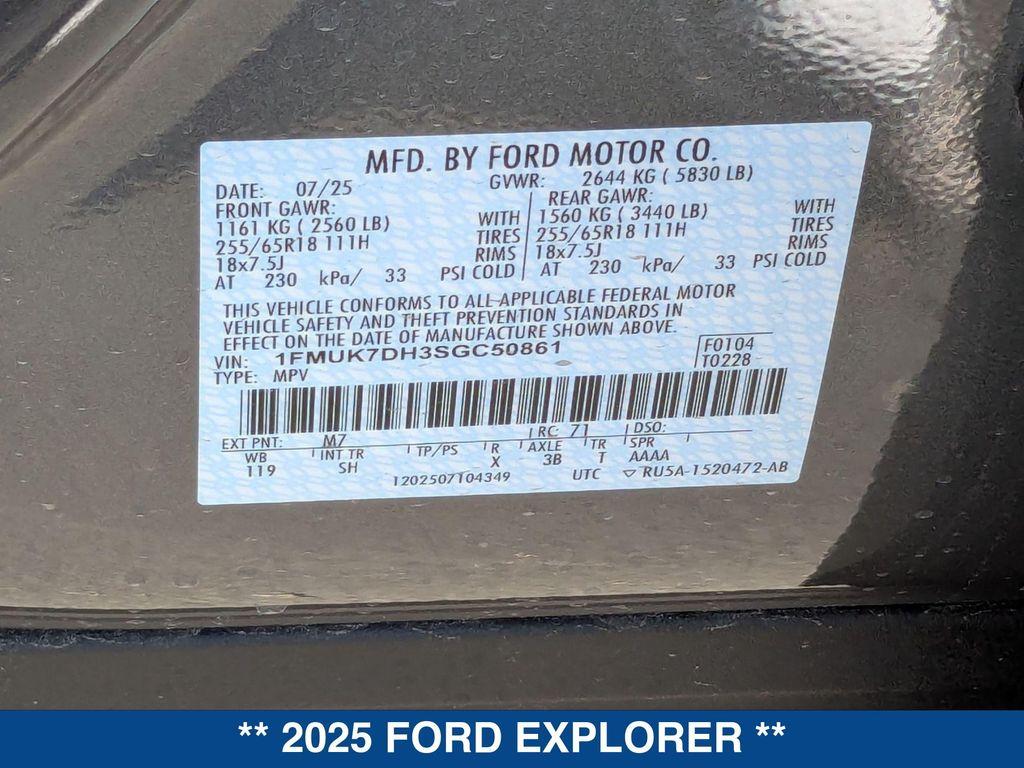 MFD. BY FORD MOTOR CO.
DATE: 07/25 GVWR: 2644 KG ( 5830 LB)
FRONT GAWR: REAR GAWR:
1161 KG ( 2560 LB) WITH 1560 KG ( 3440 LB) WITH
255/65R18 111H TIRES 255/65R18 111H TIRES
18x7.5J RIMS 18x7.5J RIMS
AT 230 kPa/ 33 PSI COLD AT 230 kPa/ 33 PSI COLD
THIS VEHICLE CONFORMS TO ALL APPLICABLE FEDERAL MOTOR
VEHICLE SAFETY AND THEFT PREVENTION STANDARDS IN
EFFECT ON THE DATE OF MANUFACTURE SHOWN ABOVE.
VIN: 1FMUK7DH3SGC50861 F0104
TYPE: MPV T0228
EXT PNT: M7 RC: 71 DSO:
WB INT TR TP/PS R AXLE TR SPR
119 SH X 3B T AAAA
1202507104349 UTC ▽ RU5A-1520472-AB
** 2025 FORD EXPLORER **